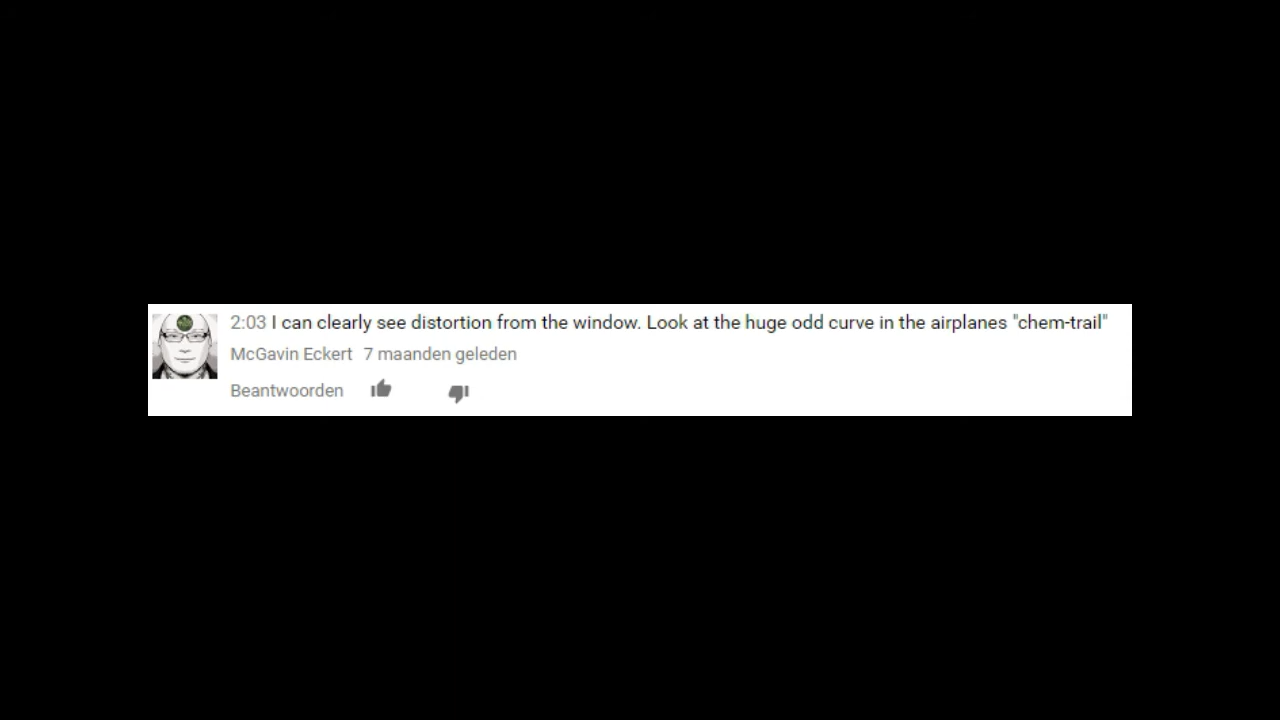 2:03 I can clearly see distortion from the window. Look at the huge odd curve in the airplanes "chem-trail"
McGavin Eckert 7 maanden geleden
Beantwoorden